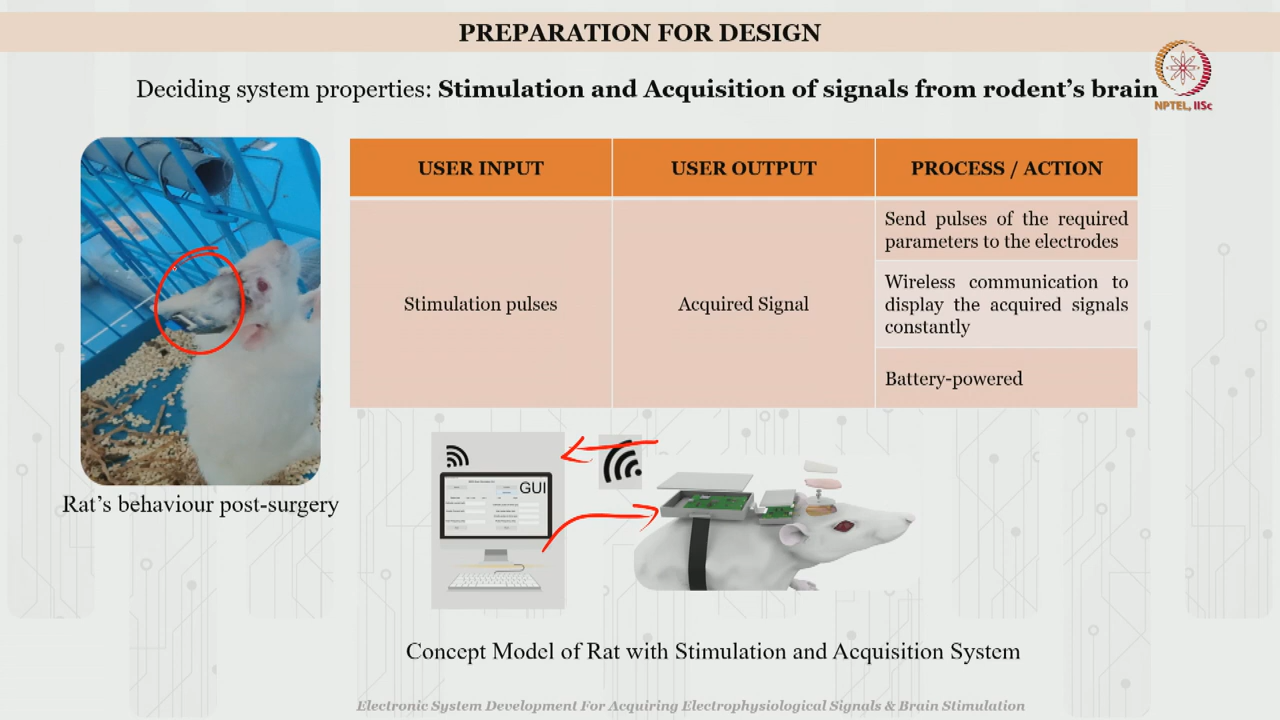 PREPARATION FOR DESIGN
Deciding system properties: Stimulation and Acquisition of signals from rodent's brain
NPTEL, IISc
USER INPUT
USER OUTPUT
PROCESS / ACTION
Stimulation pulses
Acquired Signal
Send pulses of the required
parameters to the electrodes
Wireless communication to
display the acquired signals
constantly
Battery-powered
GUI
Rat's behaviour post-surgery
Concept Model of Rat with Stimulation and Acquisition System
Electronic System Development For Acquiring Electrophysiological Signals & Brain Stimulation